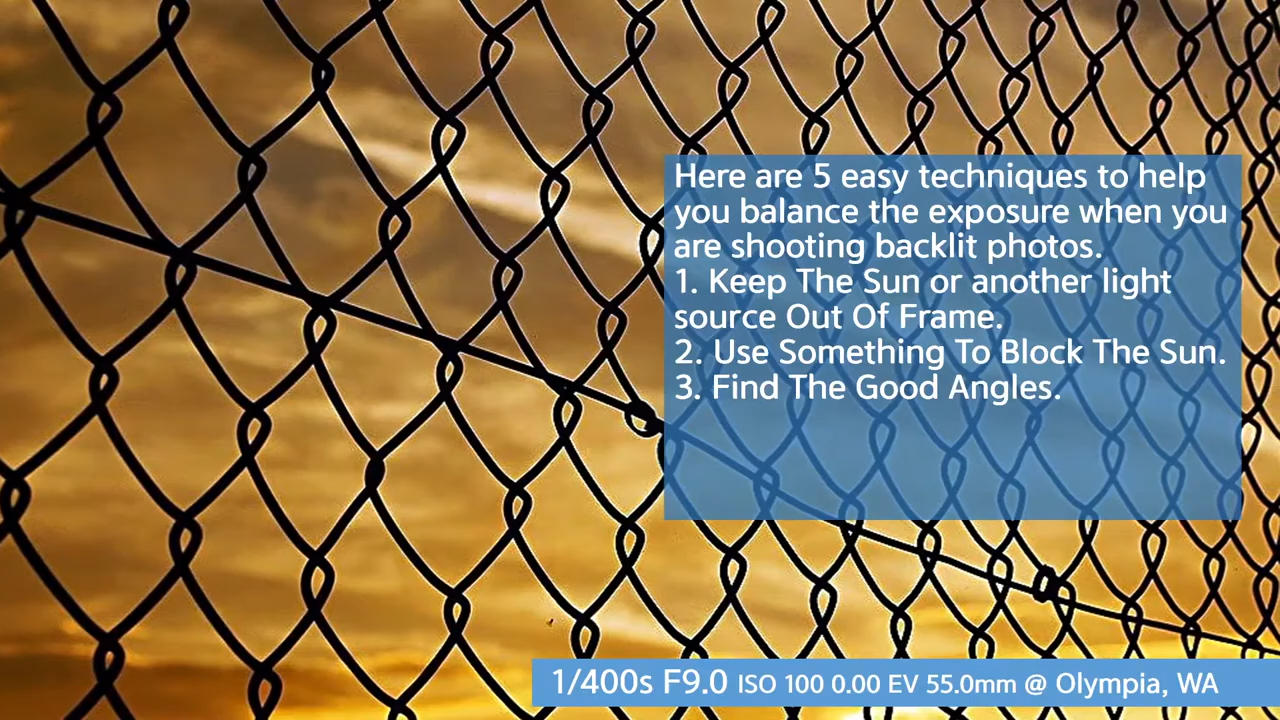 Here are 5 easy techniques to help
you balance the exposure when you
are shooting backlit photos.
1. Keep The Sun or another light
source Out Of Frame.
2. Use Something To Block The Sun.
3. Find The Good Angles.
1/400s F9.0 ISO 100 0.00 EV 55.0mm @ Olympia, WA